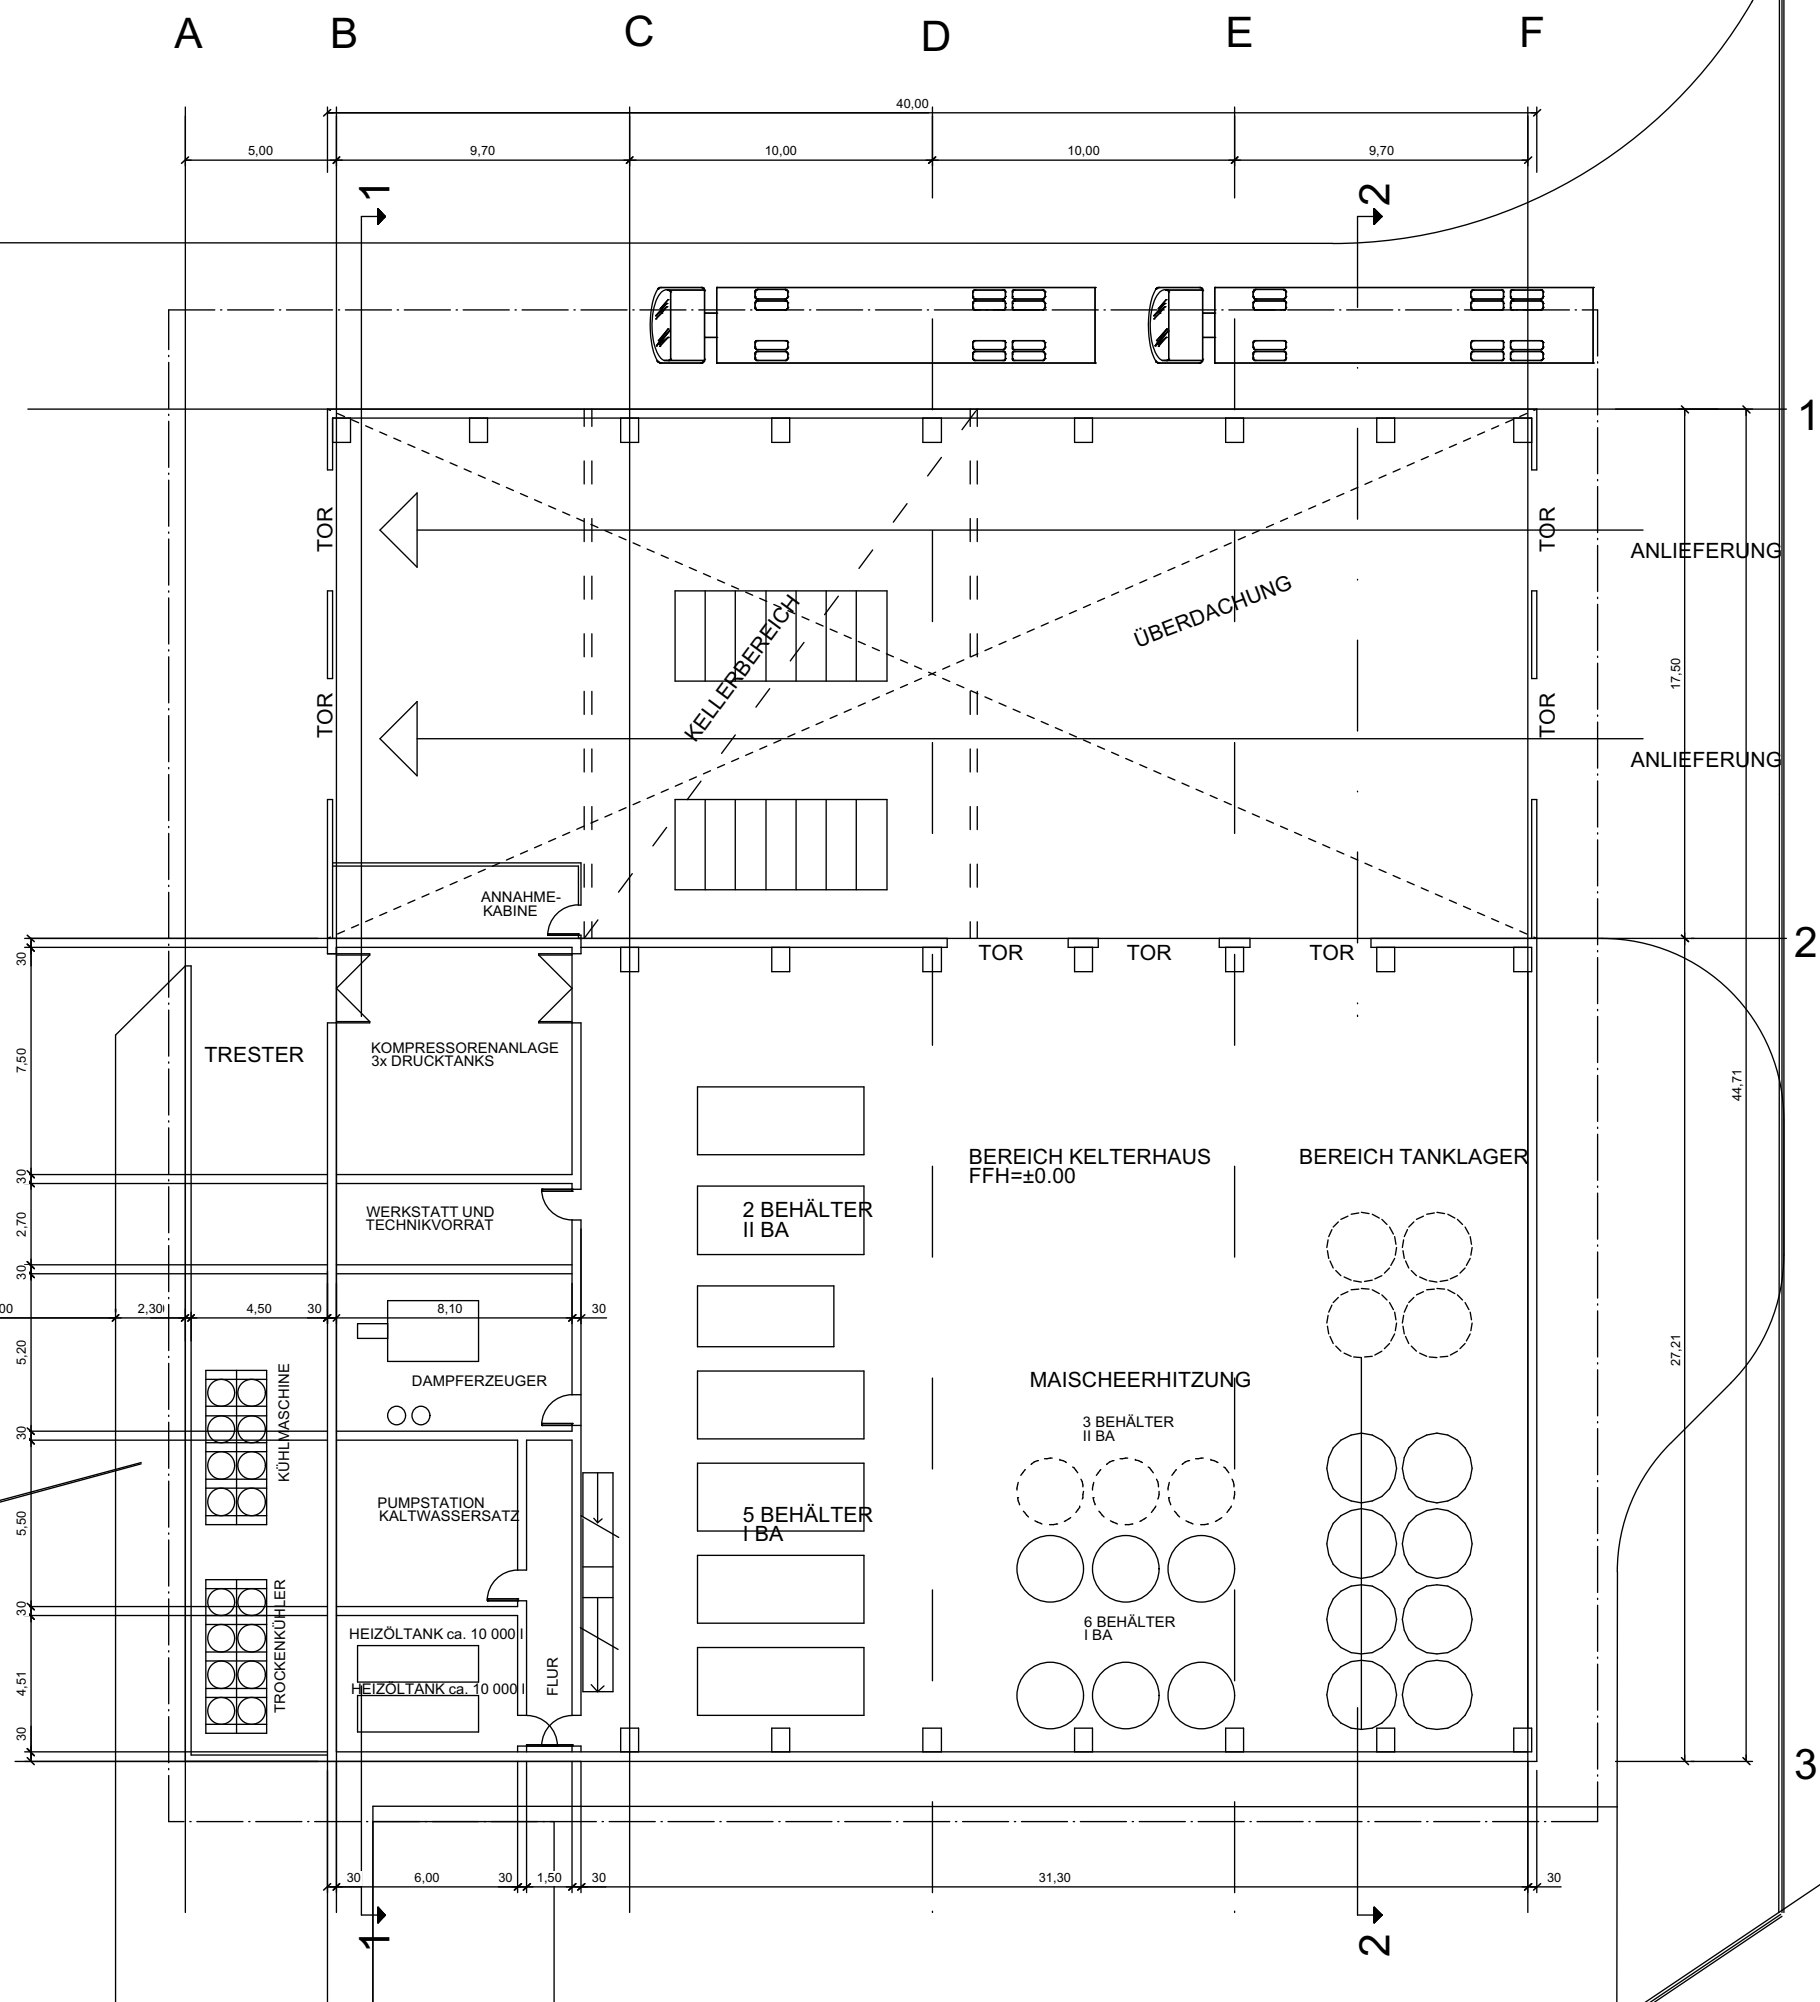 A
B
C
D
E
F
40,00
5,00
9,70
10,00
10,00
9,70
1
2
1
TOR
TOR
ANLIEFERUNG
KELLERBEREICH
ÜBERDACHUNG
17,50
TOR
TOR
ANLIEFERUNG
ANNAHME-
KABINE
2
TOR
TOR
TOR
30
7,50
TRESTER
KOMPRESSORENANLAGE
3x DRUCKTANKS
44,71
BEREICH KELTERHAUS
FFH=±0.00
BEREICH TANKLAGER
30
2,70
WERKSTATT UND
TECHNIKVORRAT
2 BEHÄLTER
II BA
30
00
2,30
4,50
30
8,10
30
5,20
27,21
DAMPFERZEUGER
MAISCHEERHITZUNG
KÜHLMASCHINE
3 BEHÄLTER
II BA
30
5,50
PUMPSTATION
KALTWASSERSATZ
5 BEHÄLTER
I BA
30
TROCKENKÜHLER
HEIZÖLTANK ca. 10 000 l
6 BEHÄLTER
I BA
4,51
HEIZÖLTANK ca. 10 000 l
FLUR
30
3
30
6,00
30
1,50
30
31,30
30
1
2